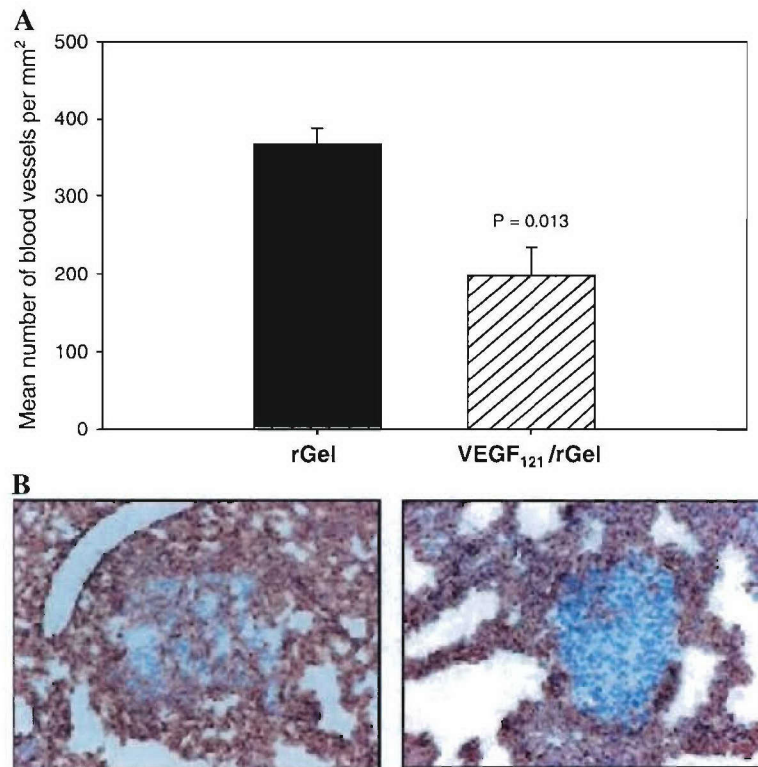 A
Mean number of blood vessels per mm²
500
400
300
200
100
0
P = 0.013
rGel
VEGF₁₂₁/rGel
B